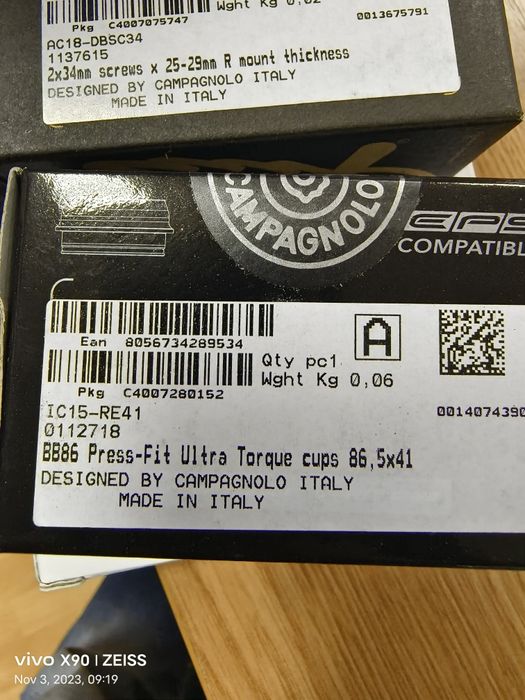 Wght Kg 0,02
Pkg C4007075747
0013675791
AC18-DBSC34
1137615
2x34mm screws x 25-29mm R mount thickness
DESIGNED BY CAMPAGNOLO ITALY
MADE IN ITALY
CAMPAGNOLO
EPS
COMPATIBL
Ean 8056734289534
A
Qty pc1
Pkg C4007280152
Wght Kg 0,06
IC15-RE41
0014074390
0112718
BB86 Press-Fit Ultra Torque cups 86,5x41
DESIGNED BY CAMPAGNOLO ITALY
MADE IN ITALY
vivo X90 | ZEISS
Nov 3, 2023, 09:19